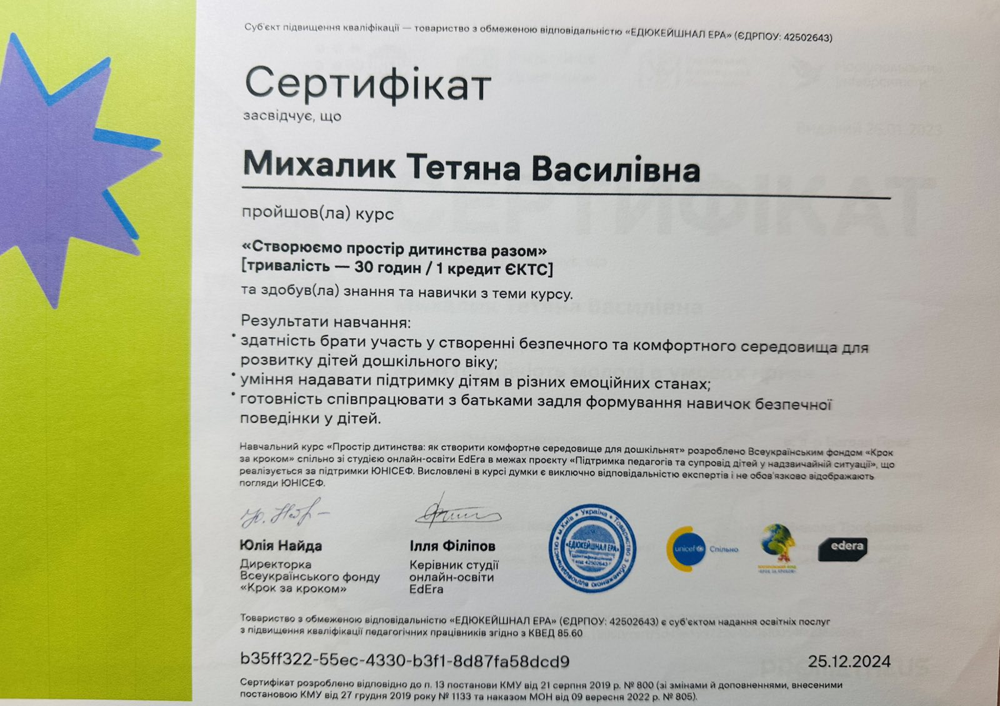 Суб'єкт підвищення кваліфікації — товариство з обмеженою відповідальністю «ЕДЮКЕЙШНАЛ ЕРА» (ЄДРПОУ: 42502643)
Сертифікат
засвідчує, що
Михалик Тетяна Василівна
пройшов(ла) курс
«Створюємо простір дитинства разом»
[тривалість — 30 годин / 1 кредит ЄКТС]
та здобув(ла) знання та навички з теми курсу.
Результати навчання:
• здатність брати участь у створенні безпечного та комфортного середовища для
розвитку дітей дошкільного віку;
• уміння надавати підтримку дітям в різних емоційних станах;
• готовність співпрацювати з батьками задля формування навичок безпечної
поведінки у дітей.
Навчальний курс «Простір дитинства: як створити комфортне середовище для дошкільнят» розроблено Всеукраїнським фондом «Крок
за кроком» спільно зі студією онлайн-освіти EdEra в межах проєкту «Підтримка педагогів та супровід дітей у надзвичайній ситуації», що
реалізується за підтримки ЮНІСЕФ. Висловлені в курсі думки є виключно відповідальністю експертів і не обов'язково відображають
погляди ЮНІСЕФ.
Юлія Найда
Директорка
Всеукраїнського фонду
«Крок за кроком»
Ілля Філіпов
Керівник студії
онлайн-освіти
EdEra
Україна * Товариство з обмеженою відповідальністю * м. Київ *
«ЕДЮКЕЙШНАЛ ЕРА»
Ідентифікаційний
код 42502643
unicef Спільно
ВСЕУКРАЇНСЬКИЙ ФОНД
«КРОК ЗА КРОКОМ»
edera
Товариство з обмеженою відповідальністю «ЕДЮКЕЙШНАЛ ЕРА» (ЄДРПОУ: 42502643) є суб'єктом надання освітніх послуг
з підвищення кваліфікації педагогічних працівників згідно з КВЕД 85.60
b35ff322-55ec-4330-b3f1-8d87fa58dcd9
25.12.2024
Сертифікат розроблено відповідно до п. 13 постанови КМУ від 21 серпня 2019 р. № 800 (зі змінами й доповненнями, внесеними
постановою КМУ від 27 грудня 2019 року № 1133 та наказом МОН від 09 вересня 2022 р. № 805).